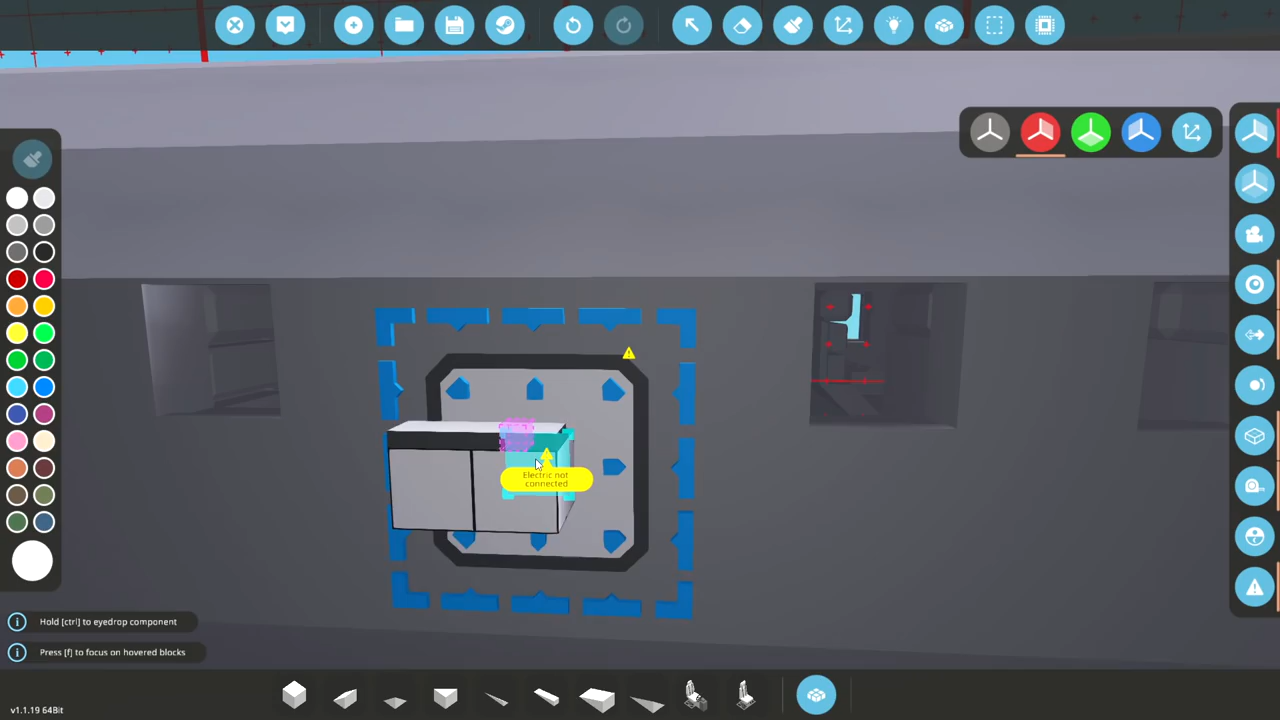 Electric not
connected
Hold [ctrl] to eyedrop component
Press [f] to focus on hovered blocks
v1.1.19 64Bit